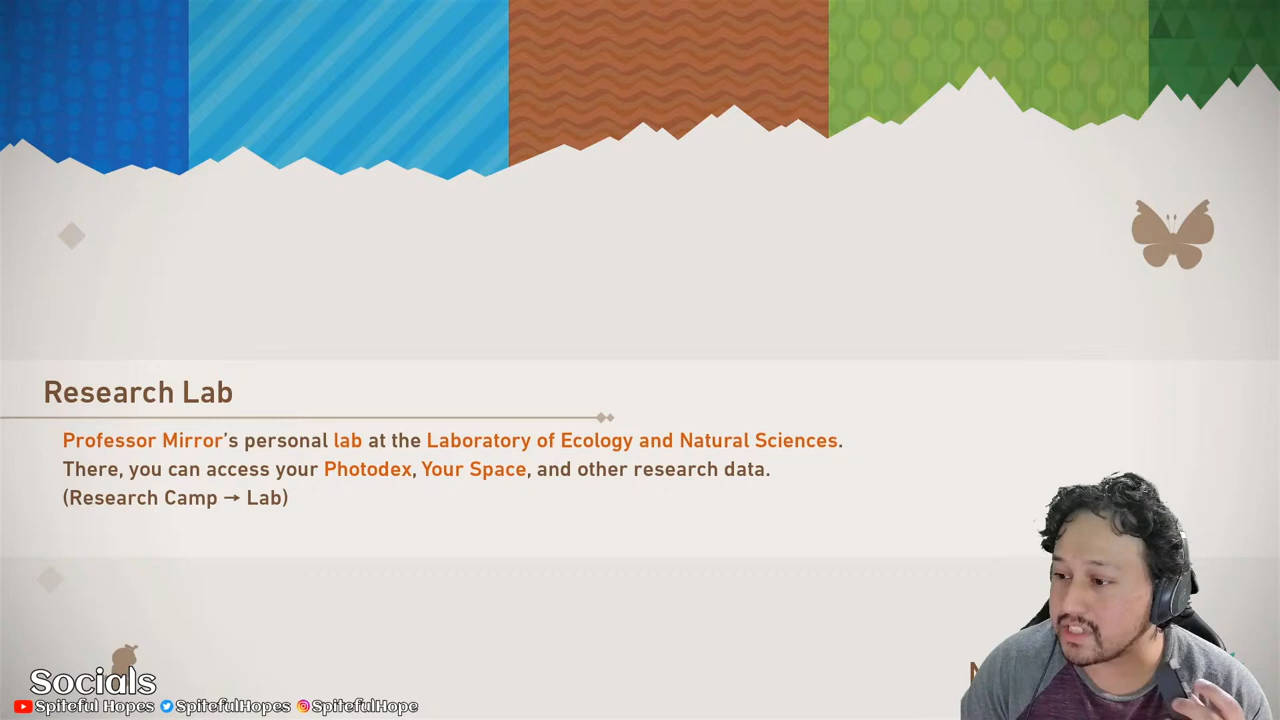 Research Lab
Professor Mirror's personal lab at the Laboratory of Ecology and Natural Sciences.
There, you can access your Photodex, Your Space, and other research data.
(Research Camp → Lab)
Socials
Spiteful Hopes SpitefulHopes SpitefulHope